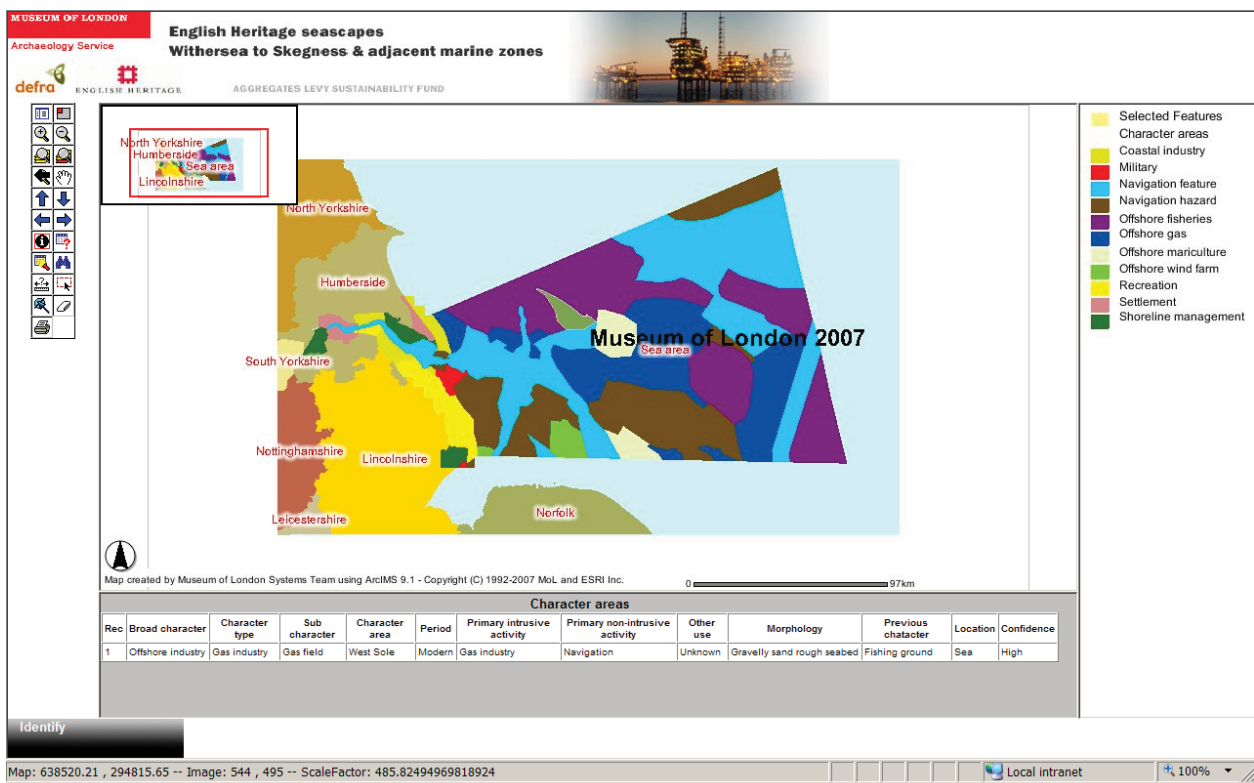 MUSEUM OF LONDON
Archaeology Service
English Heritage seascapes
Withersea to Skegness & adjacent marine zones
defra
ENGLISH HERITAGE
AGGREGATES LEVY SUSTAINABILITY FUND
North Yorkshire
Humberside
Sea area
Lincolnshire
North Yorkshire
Humberside
Museum of London 2007
Sea area
South Yorkshire
Nottinghamshire
Lincolnshire
Leicestershire
Norfolk
Map created by Museum of London Systems Team using ArcIMS 9.1 - Copyright (C) 1992-2007 MoL and ESRI Inc.
0 97km
Selected Features
Character areas
Coastal industry
Military
Navigation feature
Navigation hazard
Offshore fisheries
Offshore gas
Offshore mariculture
Offshore wind farm
Recreation
Settlement
Shoreline management
Character areas
Rec Broad character Character type Sub character Character area Period Primary intrusive activity Primary non-intrusive activity Other use Morphology Previous chatacter Location Confidence
1 Offshore industry Gas industry Gas field West Sole Modern Gas industry Navigation Unknown Gravelly sand rough seabed Fishing ground Sea High
Identify
Map: 638520.21 , 294815.65 -- Image: 544 , 495 -- ScaleFactor: 485.82494969818924
Local intranet
100%